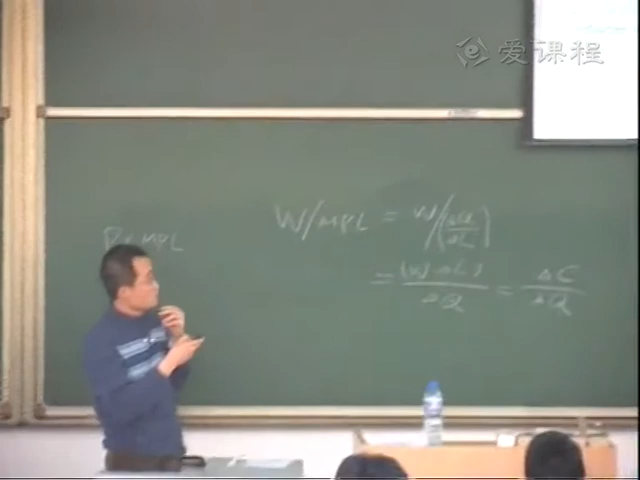 爱课程
W/MPL = W/(ΔQ/ΔL)
P×MPL
= (W·ΔL)/ΔQ = ΔC/ΔQ